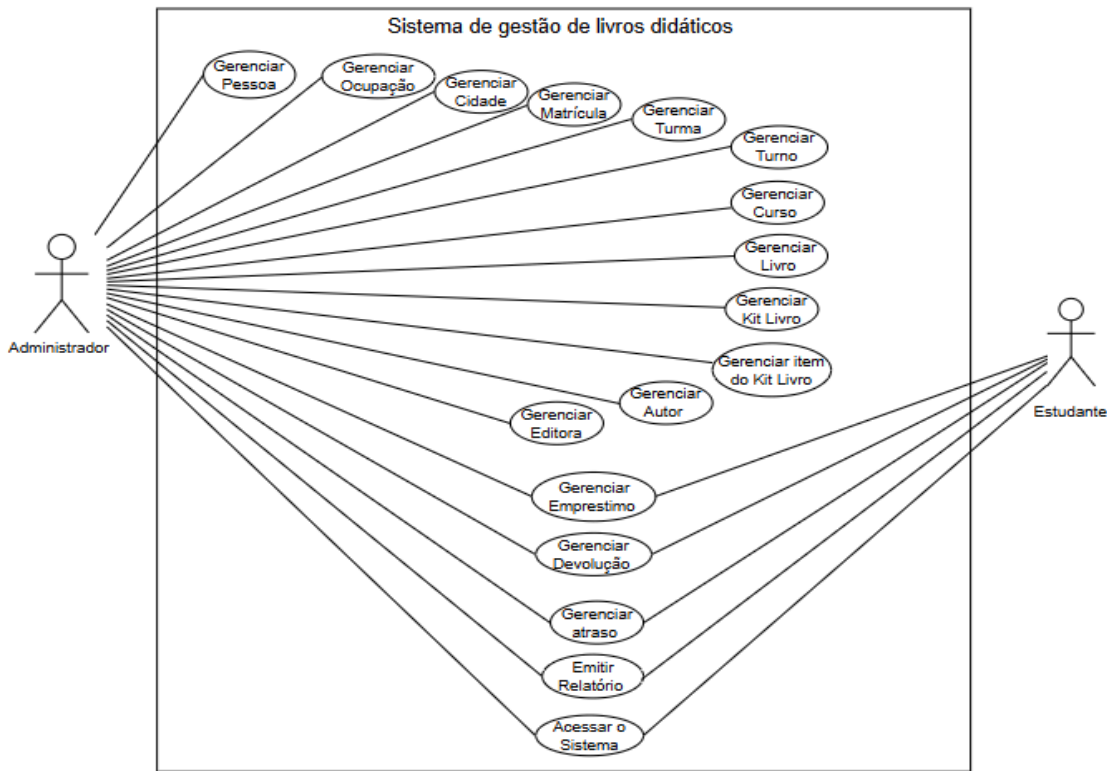 Sistema de gestão de livros didáticos
Gerenciar
Pessoa
Gerenciar
Ocupação
Gerenciar
Cidade
Gerenciar
Matrícula
Gerenciar
Turma
Gerenciar
Turno
Gerenciar
Curso
Gerenciar
Livro
Gerenciar
Kit Livro
Gerenciar item
do Kit Livro
Gerenciar
Autor
Gerenciar
Editora
Administrador
Estudante
Gerenciar
Emprestimo
Gerenciar
Devolução
Gerenciar
atraso
Emitir
Relatório
Acessar o
Sistema